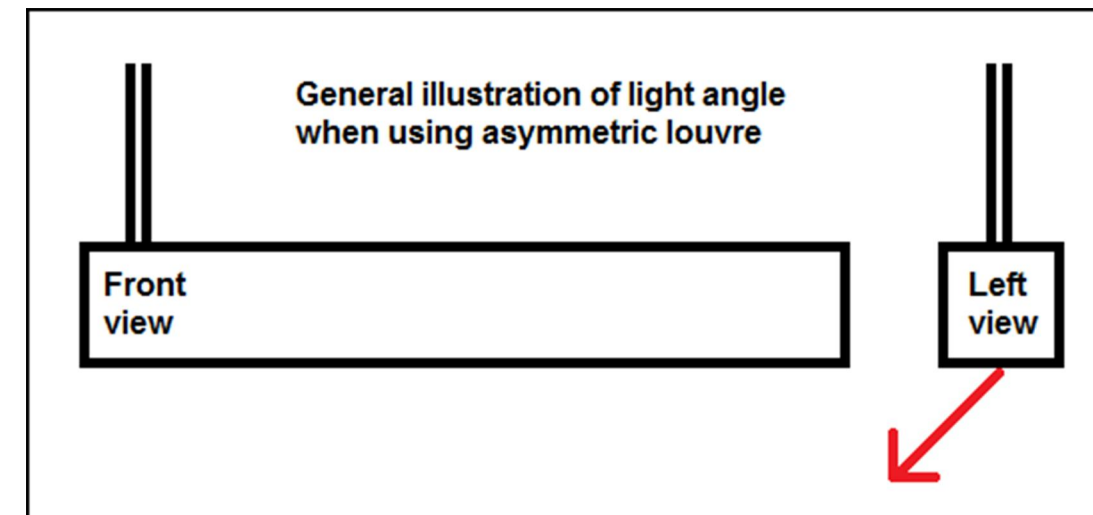 General illustration of light angle
when using asymmetric louvre
Front
view
Left
view